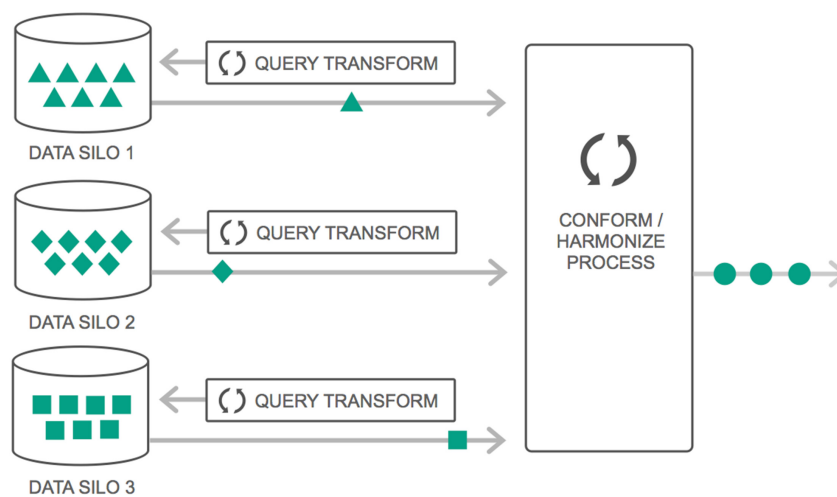 QUERY TRANSFORM
DATA SILO 1
QUERY TRANSFORM
DATA SILO 2
QUERY TRANSFORM
DATA SILO 3
CONFORM /
HARMONIZE
PROCESS